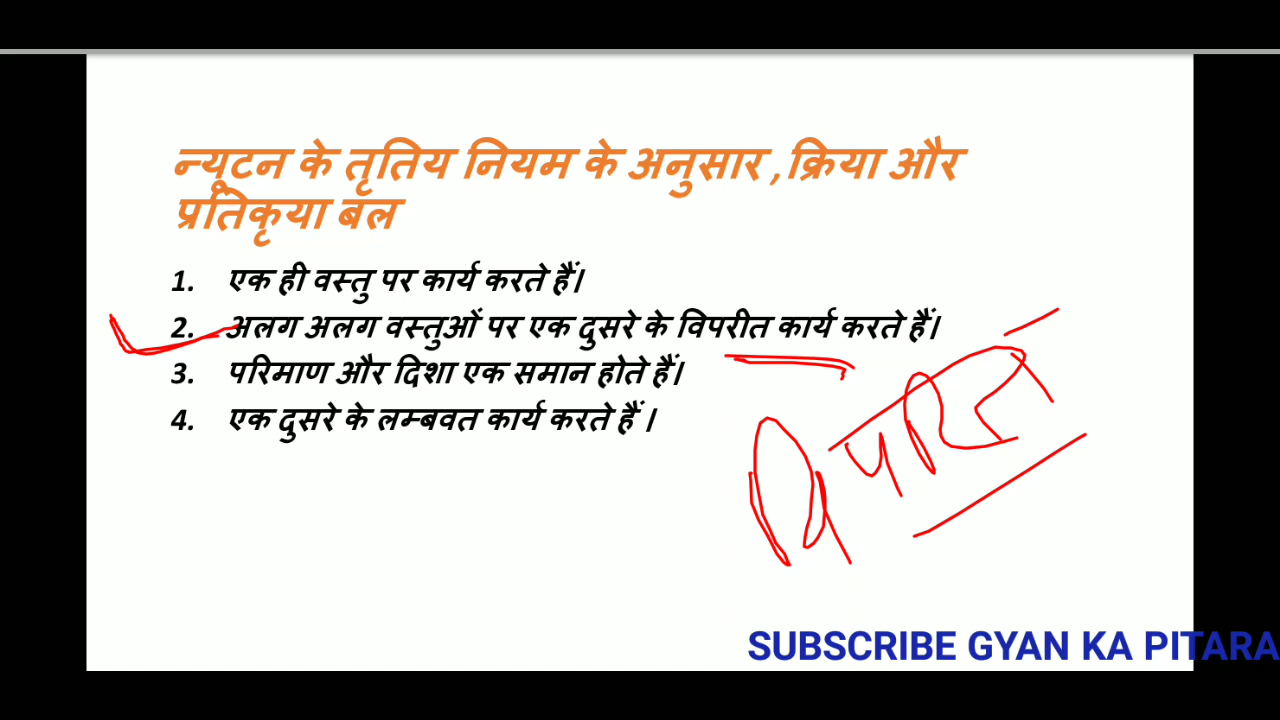 न्यूटन के तृतिय नियम के अनुसार ,क्रिया और
प्रतिकृया बल
1. एक ही वस्तु पर कार्य करते हैं।
2. अलग अलग वस्तुओं पर एक दुसरे के विपरीत कार्य करते हैं।
3. परिमाण और दिशा एक समान होते हैं।
4. एक दुसरे के लम्बवत कार्य करते हैं ।
SUBSCRIBE GYAN KA PITARA